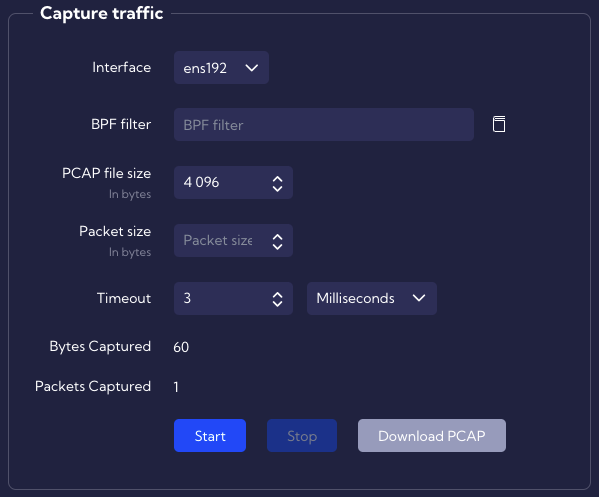 Capture traffic
Interface ens192
BPF filter BPF filter
PCAP file size 4 096
In bytes
Packet size Packet size
In bytes
Timeout 3 Milliseconds
Bytes Captured 60
Packets Captured 1
Start Stop Download PCAP